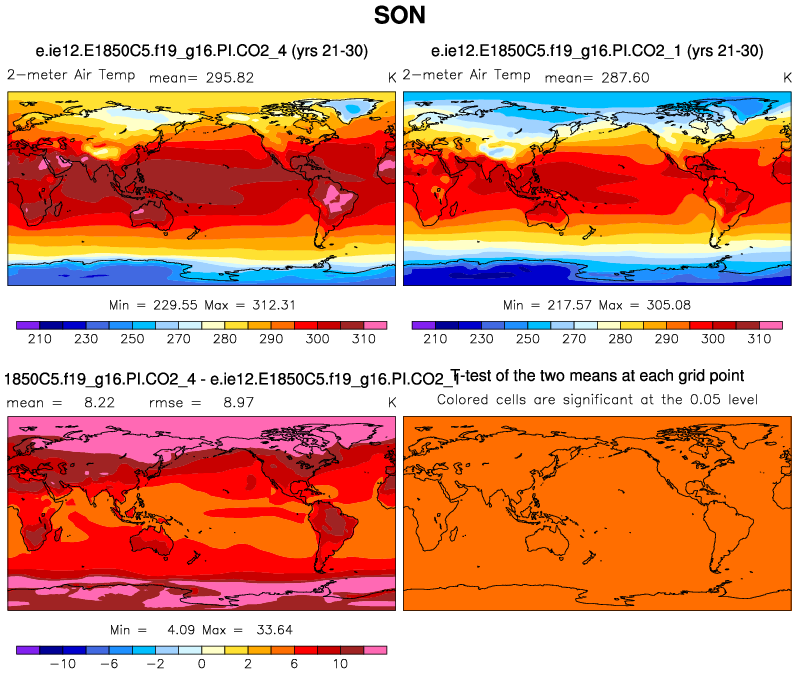 SON
e.ie12.E1850C5.f19_g16.PI.CO2_4 (yrs 21-30)
2-meter Air Temp mean= 295.82 K
Min = 229.55 Max = 312.31
210 230 250 270 280 290 300 310
e.ie12.E1850C5.f19_g16.PI.CO2_1 (yrs 21-30)
2-meter Air Temp mean= 287.60 K
Min = 217.57 Max = 305.08
210 230 250 270 280 290 300 310
1850C5.f19_g16.PI.CO2_4 - e.ie12.E1850C5.f19_g16.PI.CO2_1
mean = 8.22 rmse = 8.97 K
Min = 4.09 Max = 33.64
-10 -6 -2 0 2 6 10
T-test of the two means at each grid point
Colored cells are significant at the 0.05 level